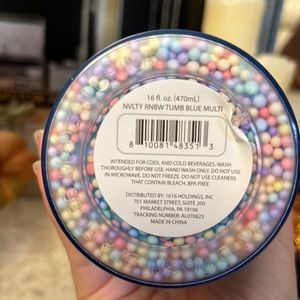 16 fl. oz. (470mL)
NVLTY RNBW TUMB BLUE MULTI
8 10081 48351 3
INTENDED FOR COOL AND COLD BEVERAGES. WASH
THOROUGHLY BEFORE USE. HAND WASH ONLY. DO NOT USE
IN MICROWAVE. DO NOT FREEZE. DO NOT USE CLEANERS
THAT CONTAIN BLEACH. BPA FREE
DISTRIBUTED BY: 1616 HOLDINGS, INC
701 MARKET STREET, SUITE 200
PHILADELPHIA, PA 19106
TRACKING NUMBER: AL070823
MADE IN CHINA